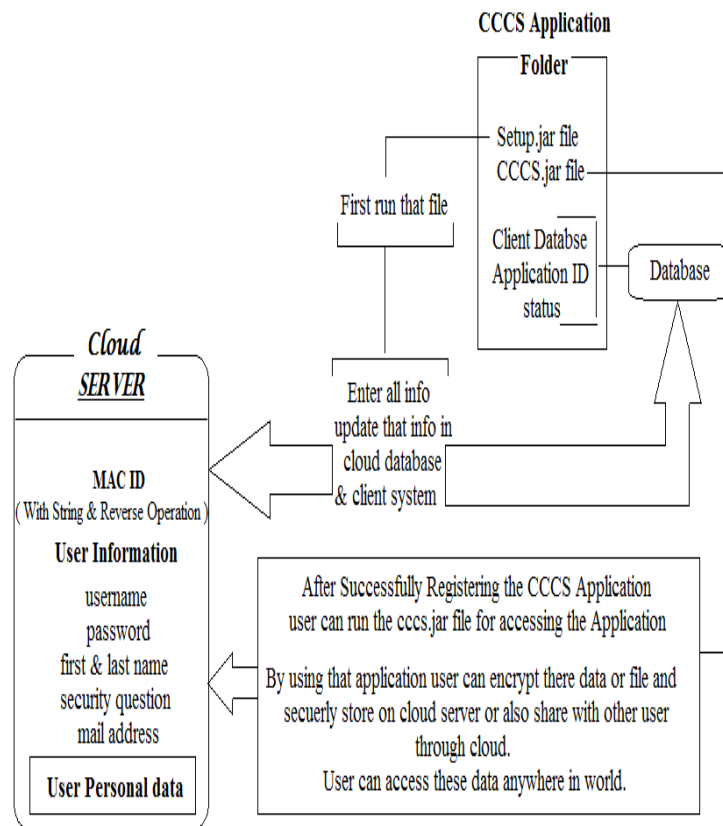 CCCS Application
Folder
Setup.jar file
CCCS.jar file
Client Databse
Application ID
status
Database
First run that file
Enter all info
update that info in
cloud database
& client system
Cloud
SERVER
MAC ID
( With String & Reverse Operation )
User Information
username
password
first & last name
security question
mail address
User Personal data
After Successfully Registering the CCCS Application
user can run the cccs.jar file for accessing the Application
By using that application user can encrypt there data or file and
secuerly store on cloud server or also share with other user
through cloud.
User can access these data anywhere in world.